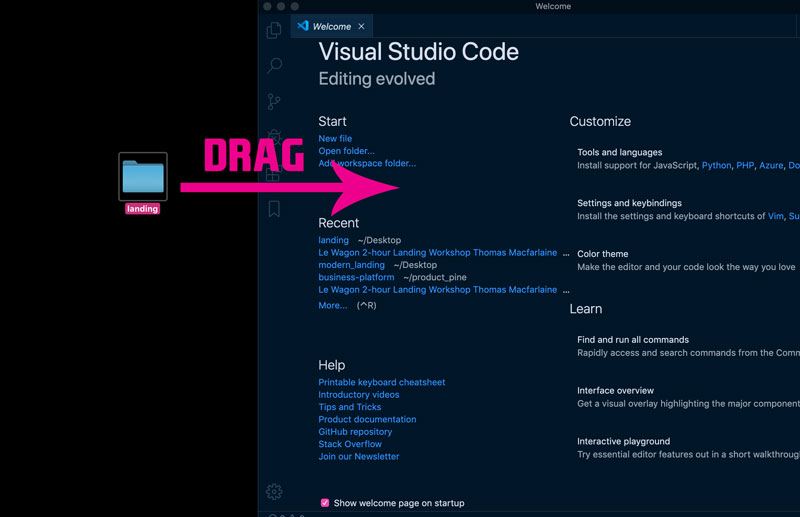 Welcome
Welcome
Visual Studio Code
Editing evolved
DRAG
landing
Start
New file
Open folder...
Add workspace folder...
Recent
landing ~/Desktop
Le Wagon 2-hour Landing Workshop Thomas Macfarlaine ...
modern_landing ~/Desktop
business-platform ~/product_pine
Le Wagon 2-hour Landing Workshop Thomas Macfarlaine ...
More... (^R)
Help
Printable keyboard cheatsheet
Introductory videos
Tips and Tricks
Product documentation
GitHub repository
Stack Overflow
Join our Newsletter
Show welcome page on startup
Customize
Tools and languages
Install support for JavaScript, Python, PHP, Azure, Do
Settings and keybindings
Install the settings and keyboard shortcuts of Vim, Su
Color theme
Make the editor and your code look the way you love
Learn
Find and run all commands
Rapidly access and search commands from the Comm
Interface overview
Get a visual overlay highlighting the major component
Interactive playground
Try essential editor features out in a short walkthroug